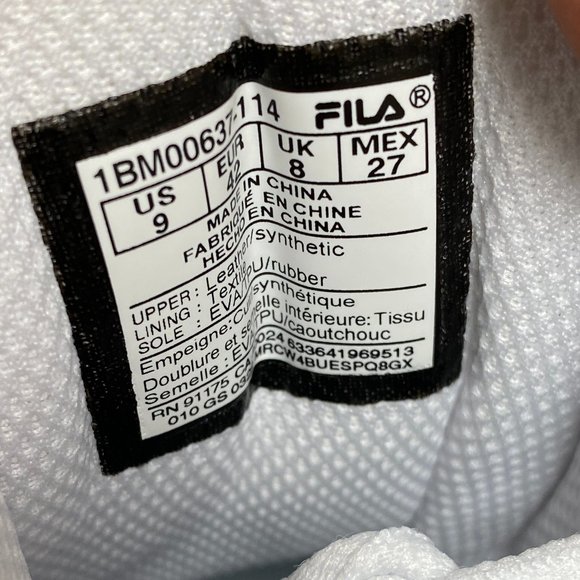 1BM00637-114 FILA®
US EUR UK MEX
9 42 8 27
MADE IN CHINA
FABRIQUÉ EN CHINE
HECHO EN CHINA
UPPER: Leather/synthetic
LINING: Textile
SOLE: EVA/TPU/rubber
Empeigne: Cuir/synthétique
Doublure et semelle intérieure: Tissu
Semelle: EVA/TPU/caoutchouc
RN 91175 633641969513
010 GS